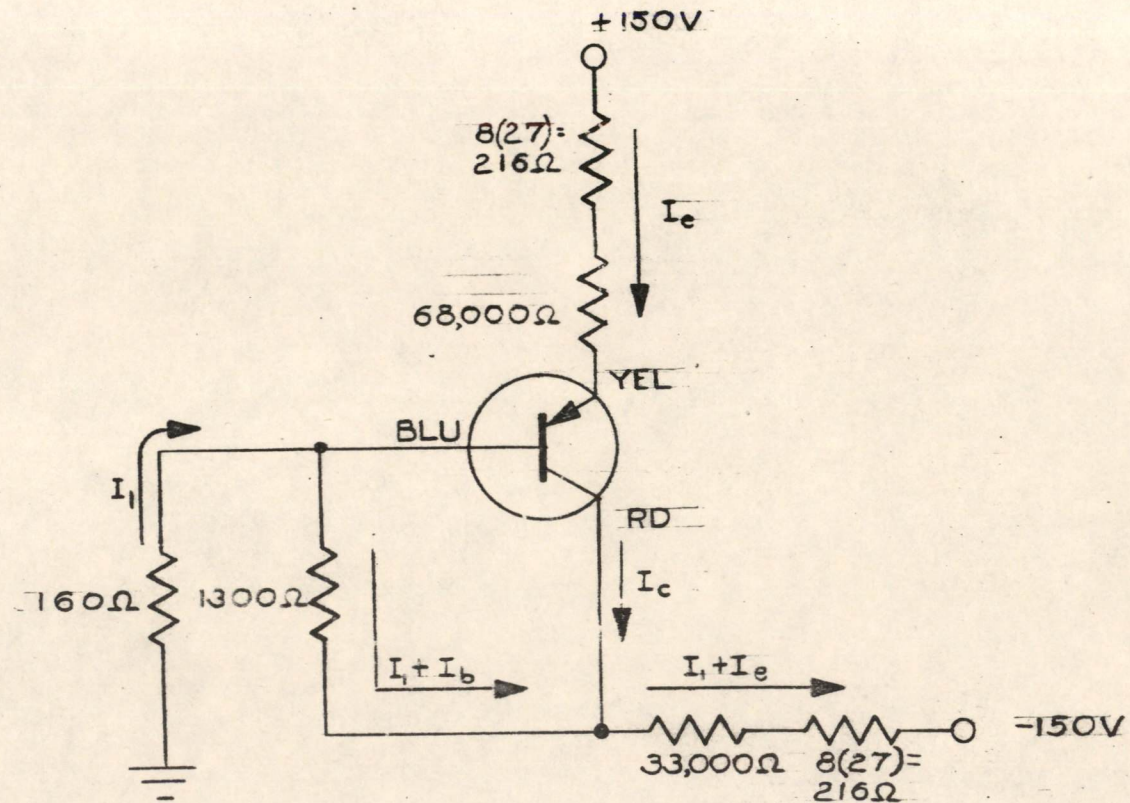 +150V
8(27)=
216Ω
Ie
68,000Ω
YEL
BLU
I1
RD
160Ω
1300Ω
Ic
I1 + Ib
I1 + Ie
-150V
33,000Ω
8(27)=
216Ω